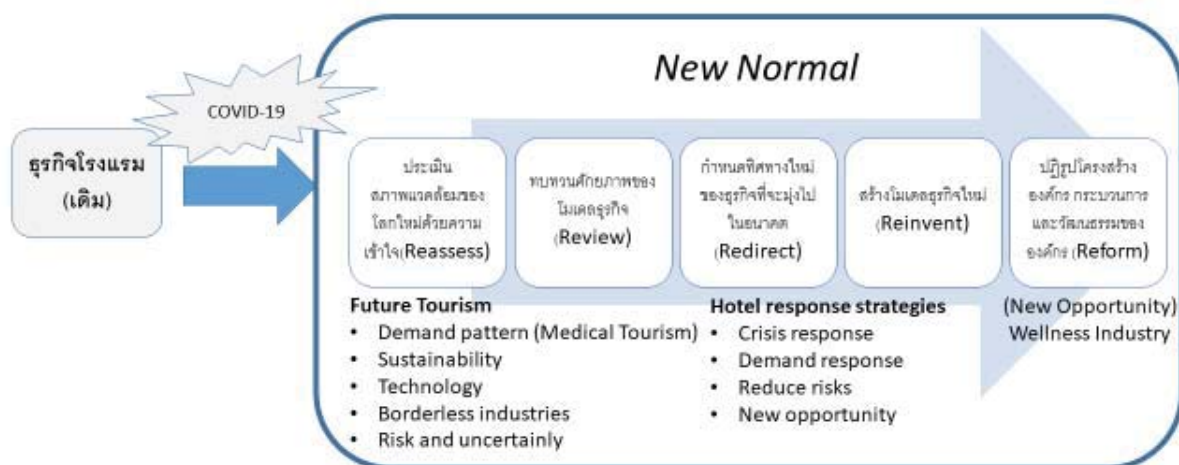 New Normal
COVID-19
ธุรกิจโรงแรม
(เดิม)
ประเมิน
สภาพแวดล้อมของ
โลกใหม่ด้วยความ
เข้าใจ(Reassess)
ทบทวนศักยภาพของ
โมเดลธุรกิจ
(Review)
กำหนดทิศทางใหม่
ของธุรกิจที่จะมุ่งไป
ในอนาคต
(Redirect)
สร้างโมเดลธุรกิจใหม่
(Reinvent)
ปฏิรูปโครงสร้าง
องค์กร กระบวนการ
และวัฒนธรรมของ
องค์กร (Reform)
Future Tourism
• Demand pattern (Medical Tourism)
• Sustainability
• Technology
• Borderless industries
• Risk and uncertainly
Hotel response strategies
• Crisis response
• Demand response
• Reduce risks
• New opportunity
(New Opportunity)
Wellness Industry